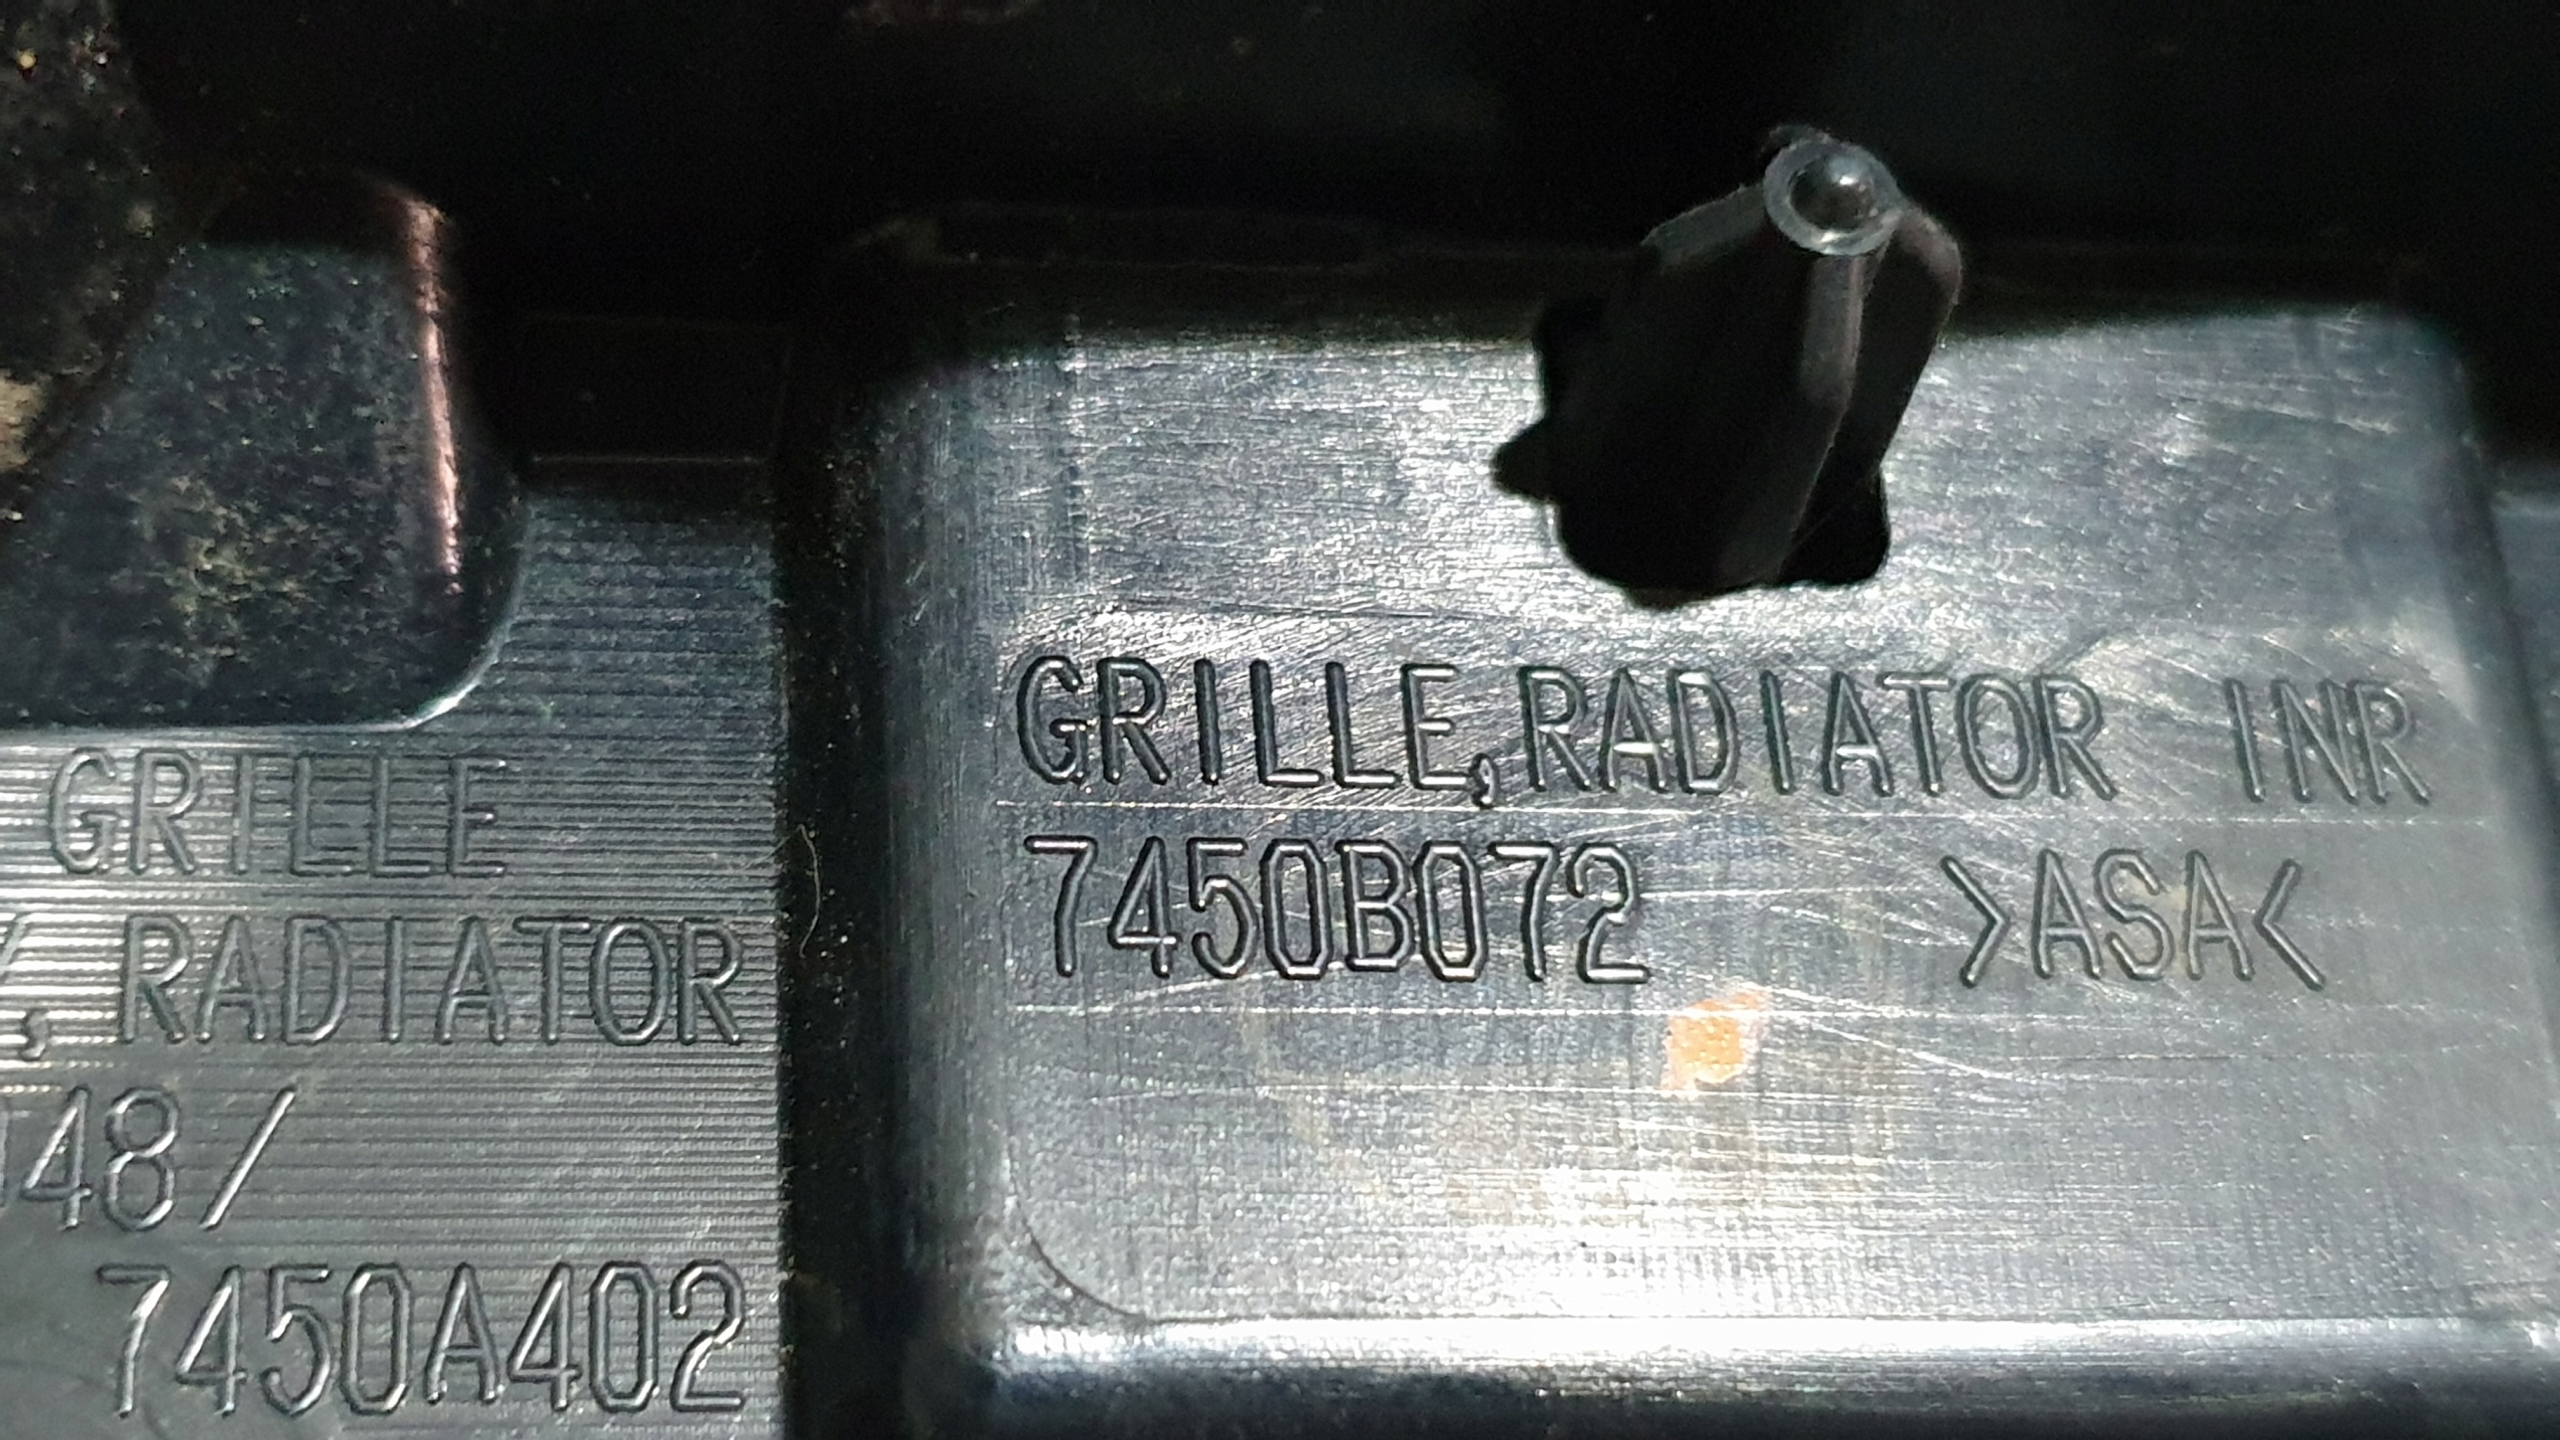 GRILLE
, RADIATOR
48/
7450A402
GRILLE,RADIATOR INR
7450B072 >ASA<